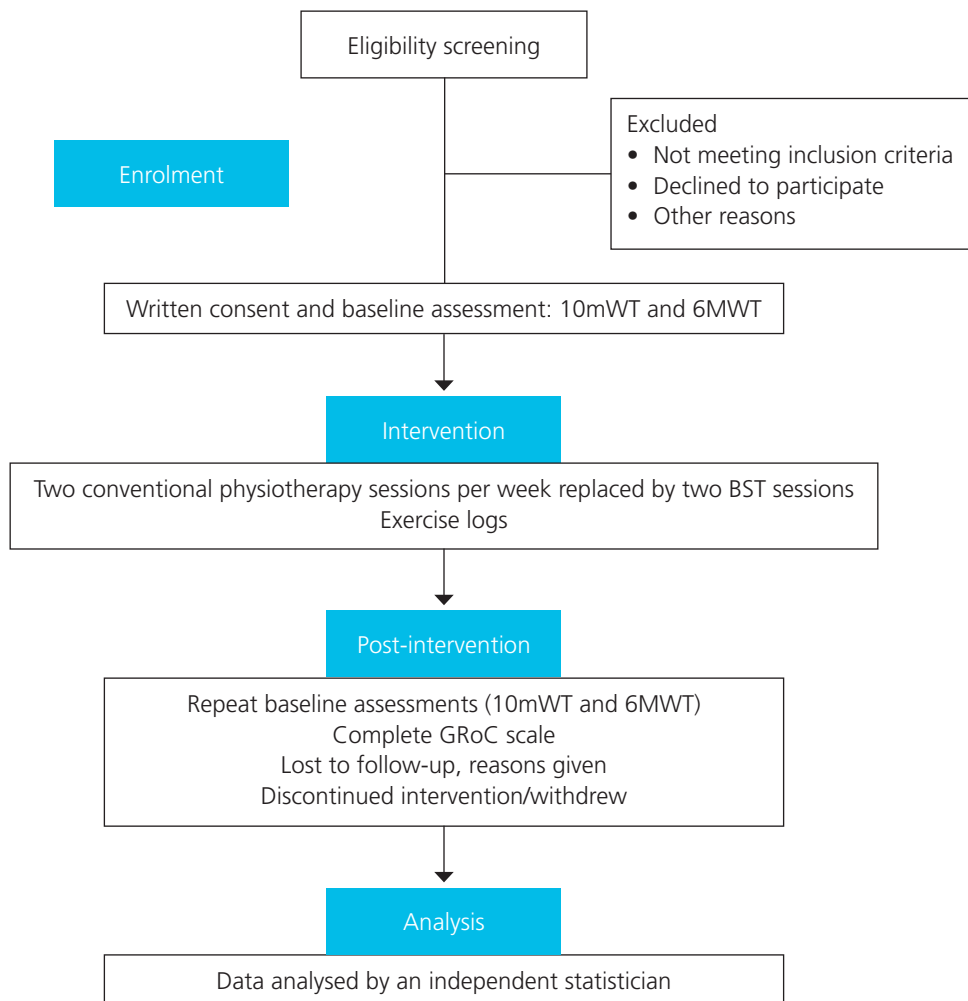 Eligibility screening
Enrolment
Excluded
• Not meeting inclusion criteria
• Declined to participate
• Other reasons
Written consent and baseline assessment: 10mWT and 6MWT
Intervention
Two conventional physiotherapy sessions per week replaced by two BST sessions
Exercise logs
Post-intervention
Repeat baseline assessments (10mWT and 6MWT)
Complete GRoC scale
Lost to follow-up, reasons given
Discontinued intervention/withdrew
Analysis
Data analysed by an independent statistician